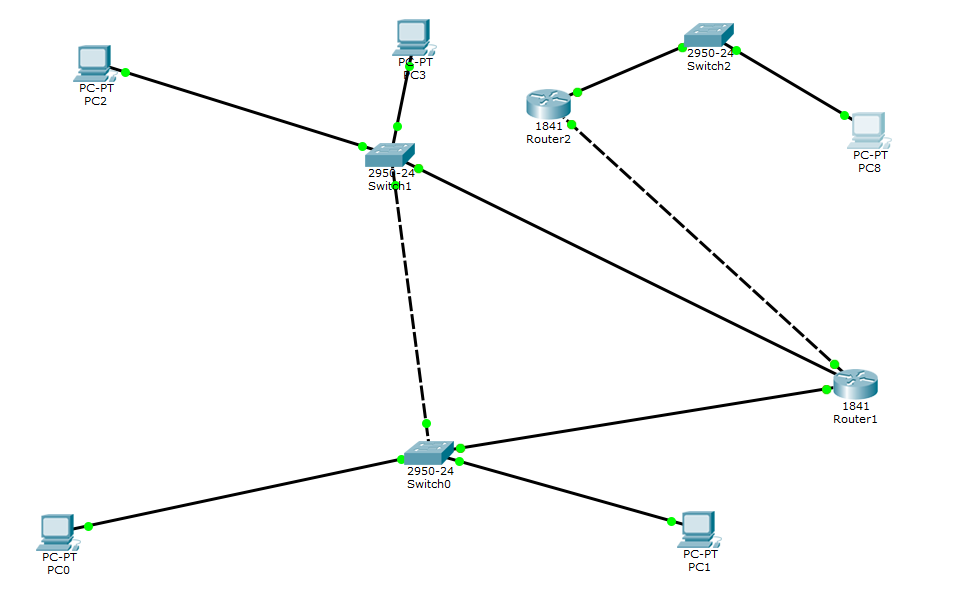 PC-PT
PC2
PC-PT
PC3
2950-24
Switch2
1841
Router2
PC-PT
PC8
2950-24
Switch1
1841
Router1
2950-24
Switch0
PC-PT
PC0
PC-PT
PC1